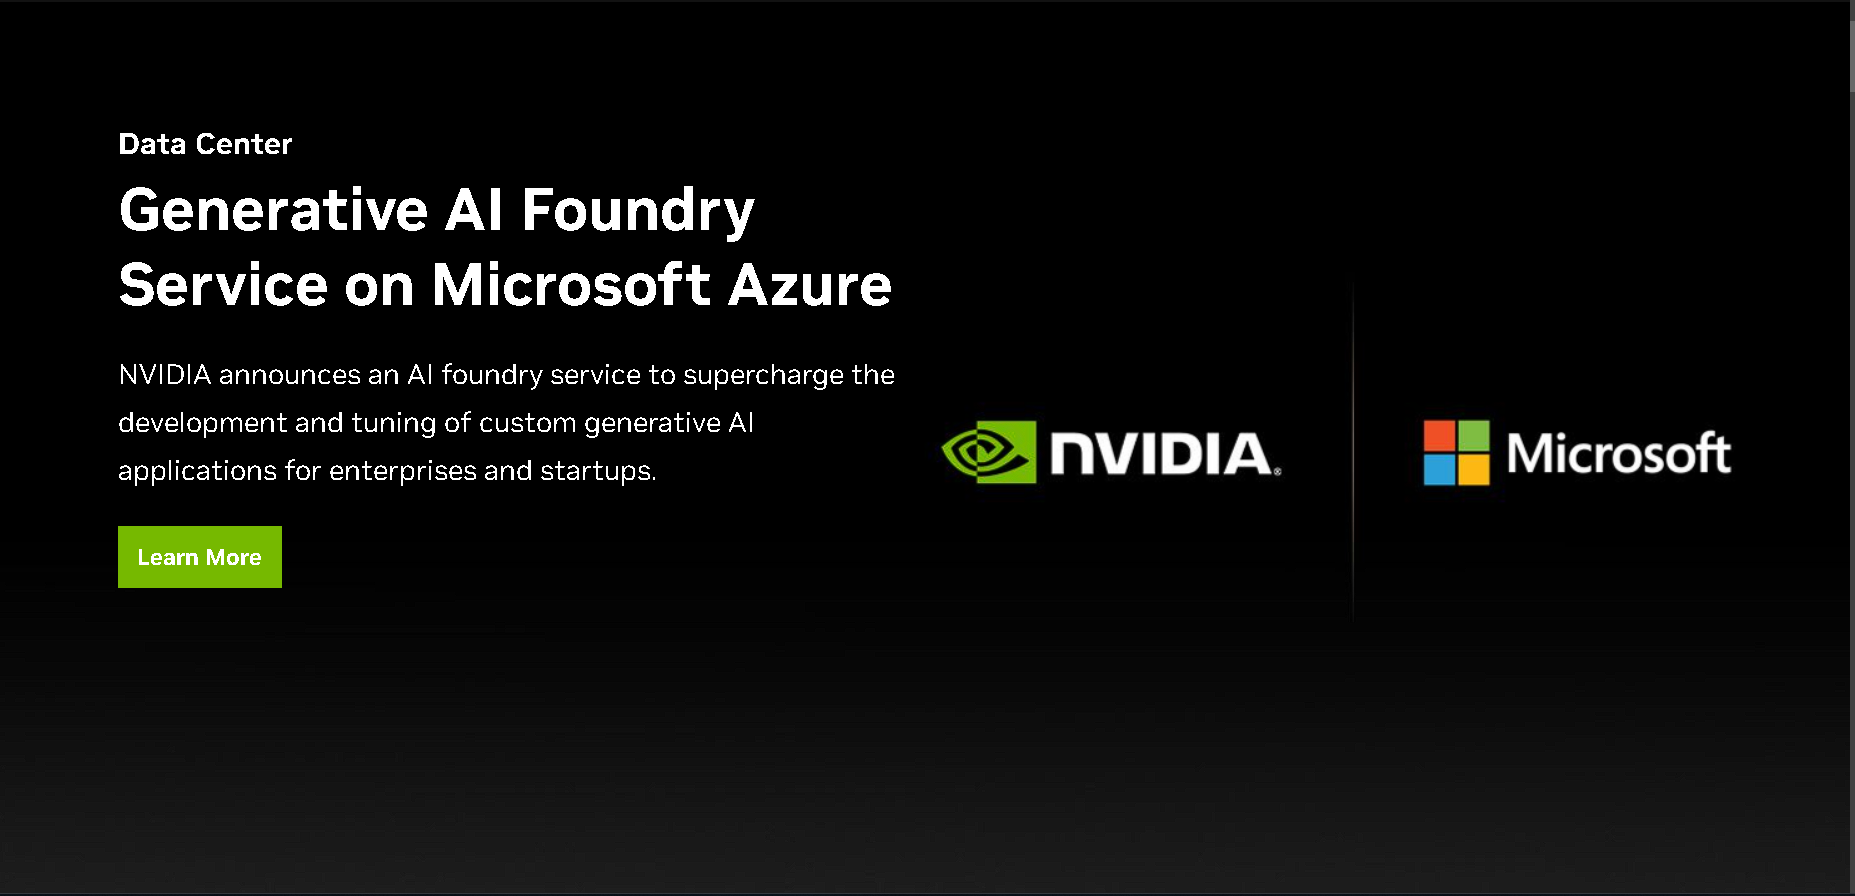 Data Center
Generative AI Foundry
Service on Microsoft Azure
NVIDIA announces an AI foundry service to supercharge the
development and tuning of custom generative AI
applications for enterprises and startups.
Learn More
NVIDIA®
Microsoft